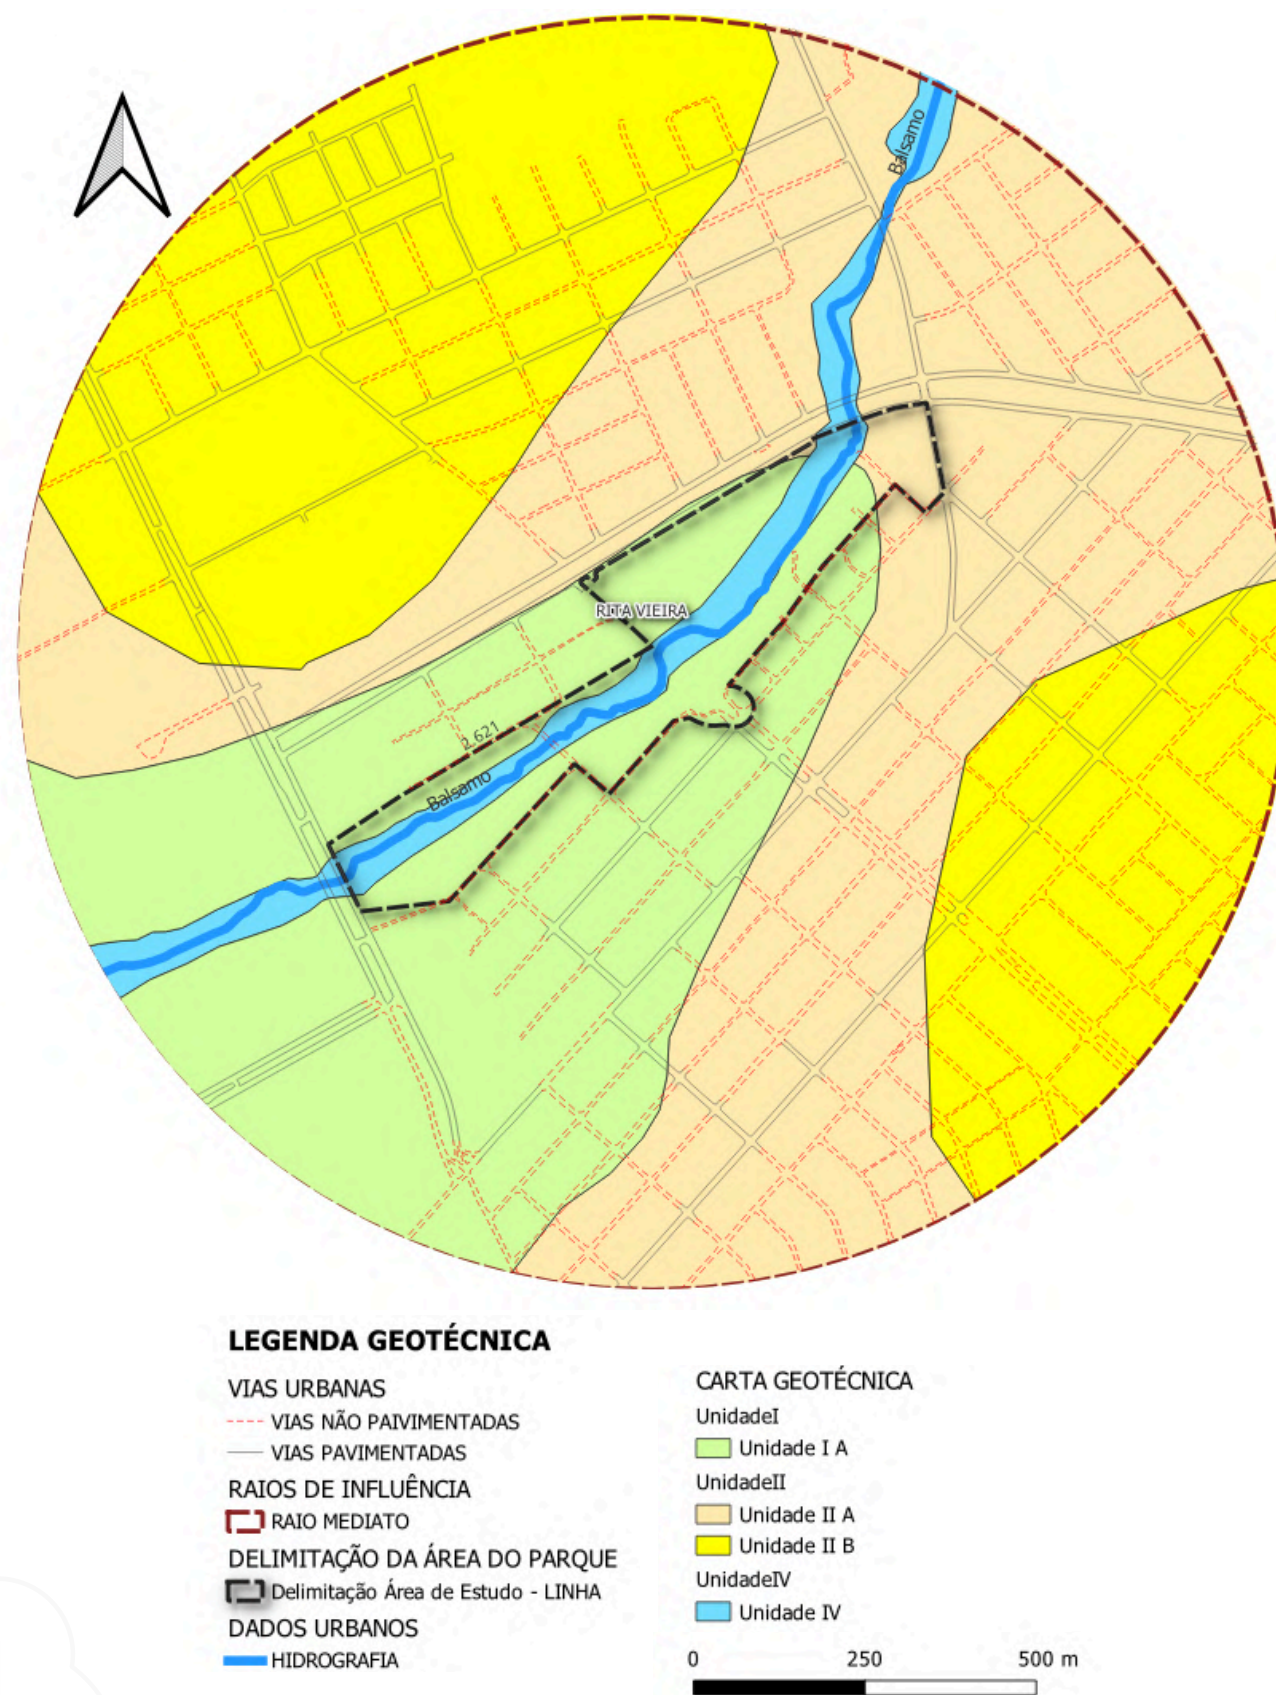 Balsamo
RITA VIEIRA
2.621
Balsamo
LEGENDA GEOTÉCNICA
VIAS URBANAS
VIAS NÃO PAIVIMENTADAS
VIAS PAVIMENTADAS
RAIOS DE INFLUÊNCIA
RAIO MEDIATO
DELIMITAÇÃO DA ÁREA DO PARQUE
Delimitação Área de Estudo - LINHA
DADOS URBANOS
HIDROGRAFIA
CARTA GEOTÉCNICA
UnidadeI
Unidade I A
UnidadeII
Unidade II A
Unidade II B
UnidadeIV
Unidade IV
0 250 500 m